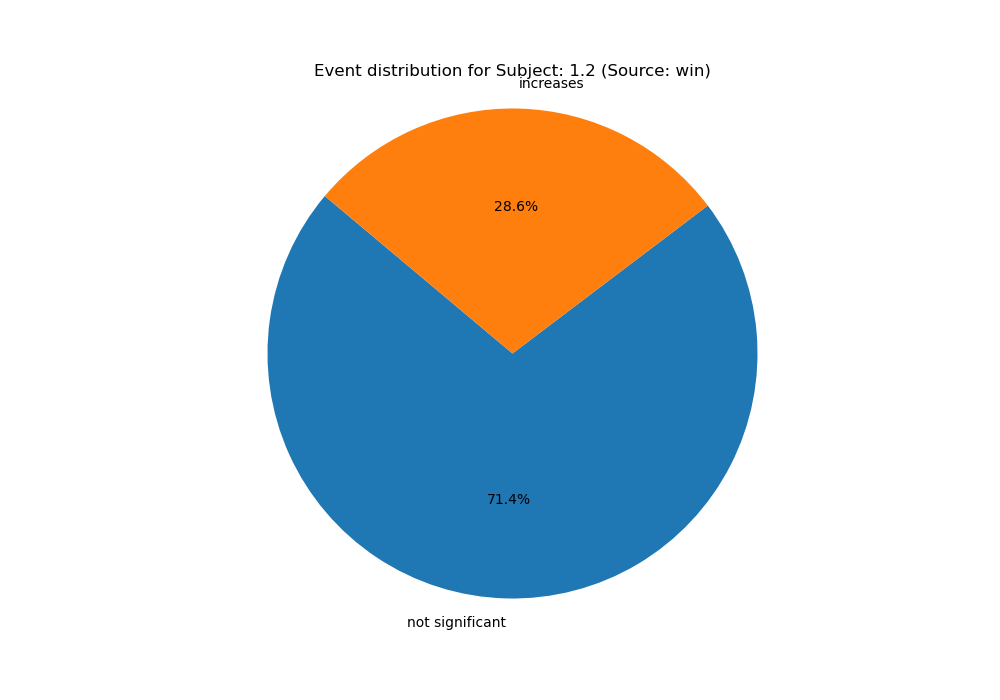 Event distribution for Subject: 1.2 (Source: win)
increases
28.6%
71.4%
not significant